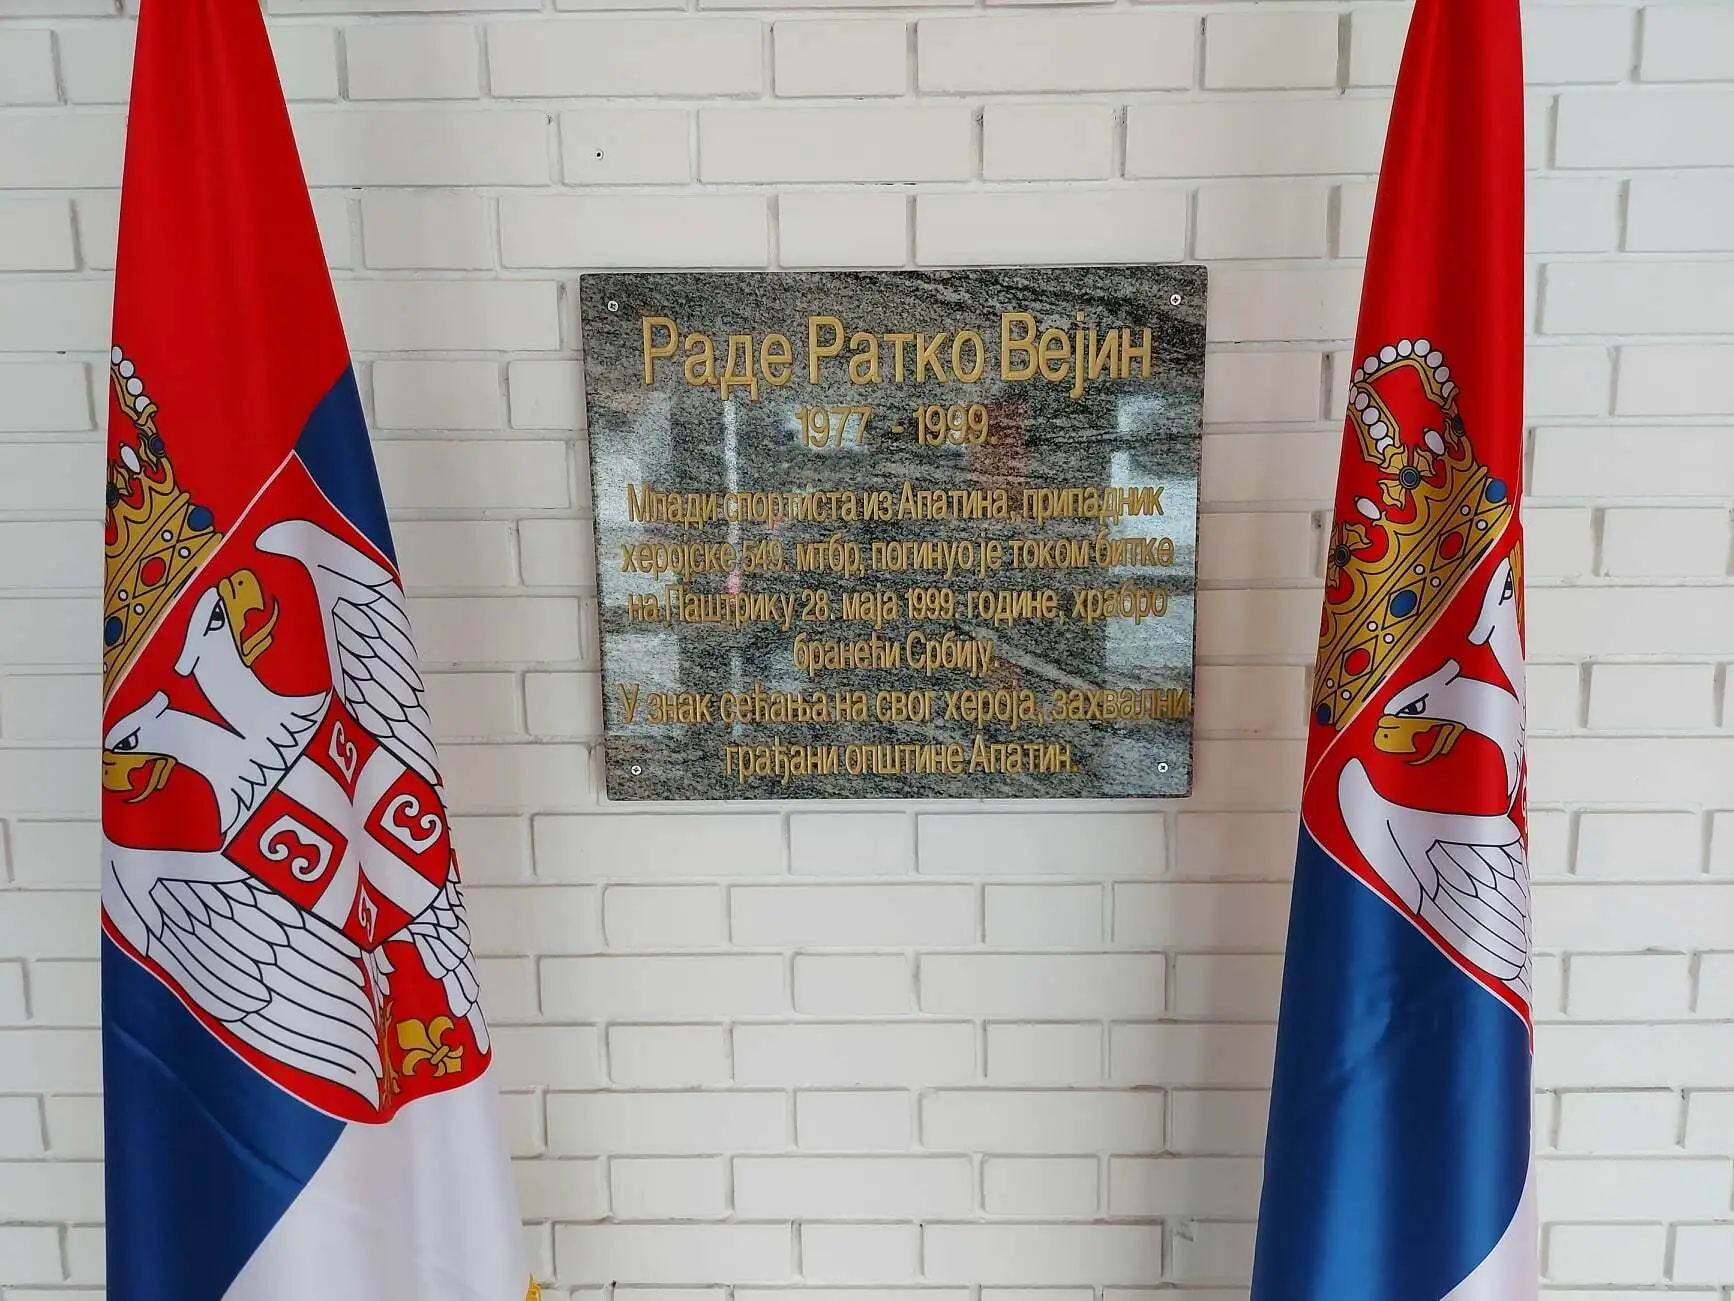 Раде Ратко Вејин
1977 - 1999.
Млади спортиста из Апатина, припадник
херојске 549. мтбр, погинуо је током битке
на Паштрику 28. маја 1999. године, храбро
бранећи Србију.
У знак сећања на свог хероја, захвални
грађани општине Апатин.